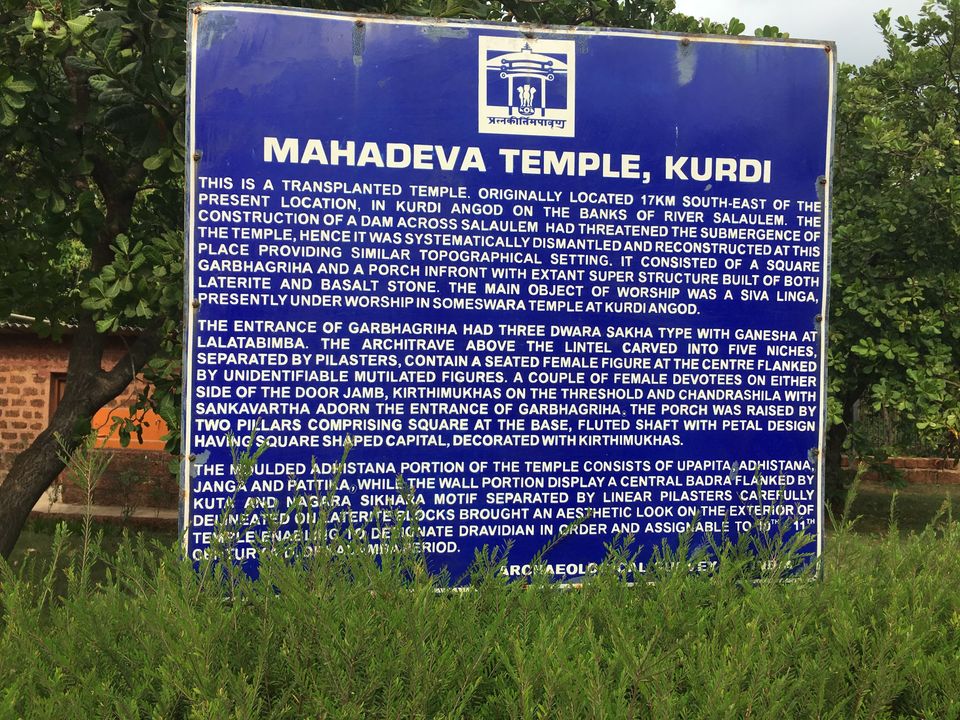 प्रत्नकीर्तिमपावृणु
MAHADEVA TEMPLE, KURDI
THIS IS A TRANSPLANTED TEMPLE. ORIGINALLY LOCATED 17KM SOUTH-EAST OF THE
PRESENT LOCATION, IN KURDI ANGOD ON THE BANKS OF RIVER SALAULEM. THE
CONSTRUCTION OF A DAM ACROSS SALAULEM HAD THREATENED THE SUBMERGENCE OF
THE TEMPLE, HENCE IT WAS SYSTEMATICALLY DISMANTLED AND RECONSTRUCTED AT THIS
PLACE PROVIDING SIMILAR TOPOGRAPHICAL SETTING. IT CONSISTED OF A SQUARE
GARBHAGRIHA AND A PORCH INFRONT WITH EXTANT SUPER STRUCTURE BUILT OF BOTH
LATERITE AND BASALT STONE. THE MAIN OBJECT OF WORSHIP WAS A SIVA LINGA,
PRESENTLY UNDER WORSHIP IN SOMESWARA TEMPLE AT KURDI ANGOD.
THE ENTRANCE OF GARBHAGRIHA HAD THREE DWARA SAKHA TYPE WITH GANESHA AT
LALATABIMBA. THE ARCHITRAVE ABOVE THE LINTEL CARVED INTO FIVE NICHES,
SEPARATED BY PILASTERS, CONTAIN A SEATED FEMALE FIGURE AT THE CENTRE FLANKED
BY UNIDENTIFIABLE MUTILATED FIGURES. A COUPLE OF FEMALE DEVOTEES ON EITHER
SIDE OF THE DOOR JAMB, KIRTHIMUKHAS ON THE THRESHOLD AND CHANDRASHILA WITH
SANKAVARTHA ADORN THE ENTRANCE OF GARBHAGRIHA. THE PORCH WAS RAISED BY
TWO PILLARS COMPRISING SQUARE AT THE BASE, FLUTED SHAFT WITH PETAL DESIGN
HAVING SQUARE SHAPED CAPITAL, DECORATED WITH KIRTHIMUKHAS.
THE MOULDED ADHISTANA PORTION OF THE TEMPLE CONSISTS OF UPAPITA, ADHISTANA,
JANGA AND PATTIKA, WHILE THE WALL PORTION DISPLAY A CENTRAL BADRA FLANKED BY
KUTA AND NAGARA SIKHARA MOTIF SEPARATED BY LINEAR PILASTERS CAREFULLY
DELINEATED ON LATERITE BLOCKS BROUGHT AN AESTHETIC LOOK ON THE EXTERIOR OF
TEMPLE ENABLING TO DESIGNATE DRAVIDIAN IN ORDER AND ASSIGNABLE TO 10TH - 11TH
CENTURY PERIOD.
ARCHAEOLOGICAL SURVEY INDIA